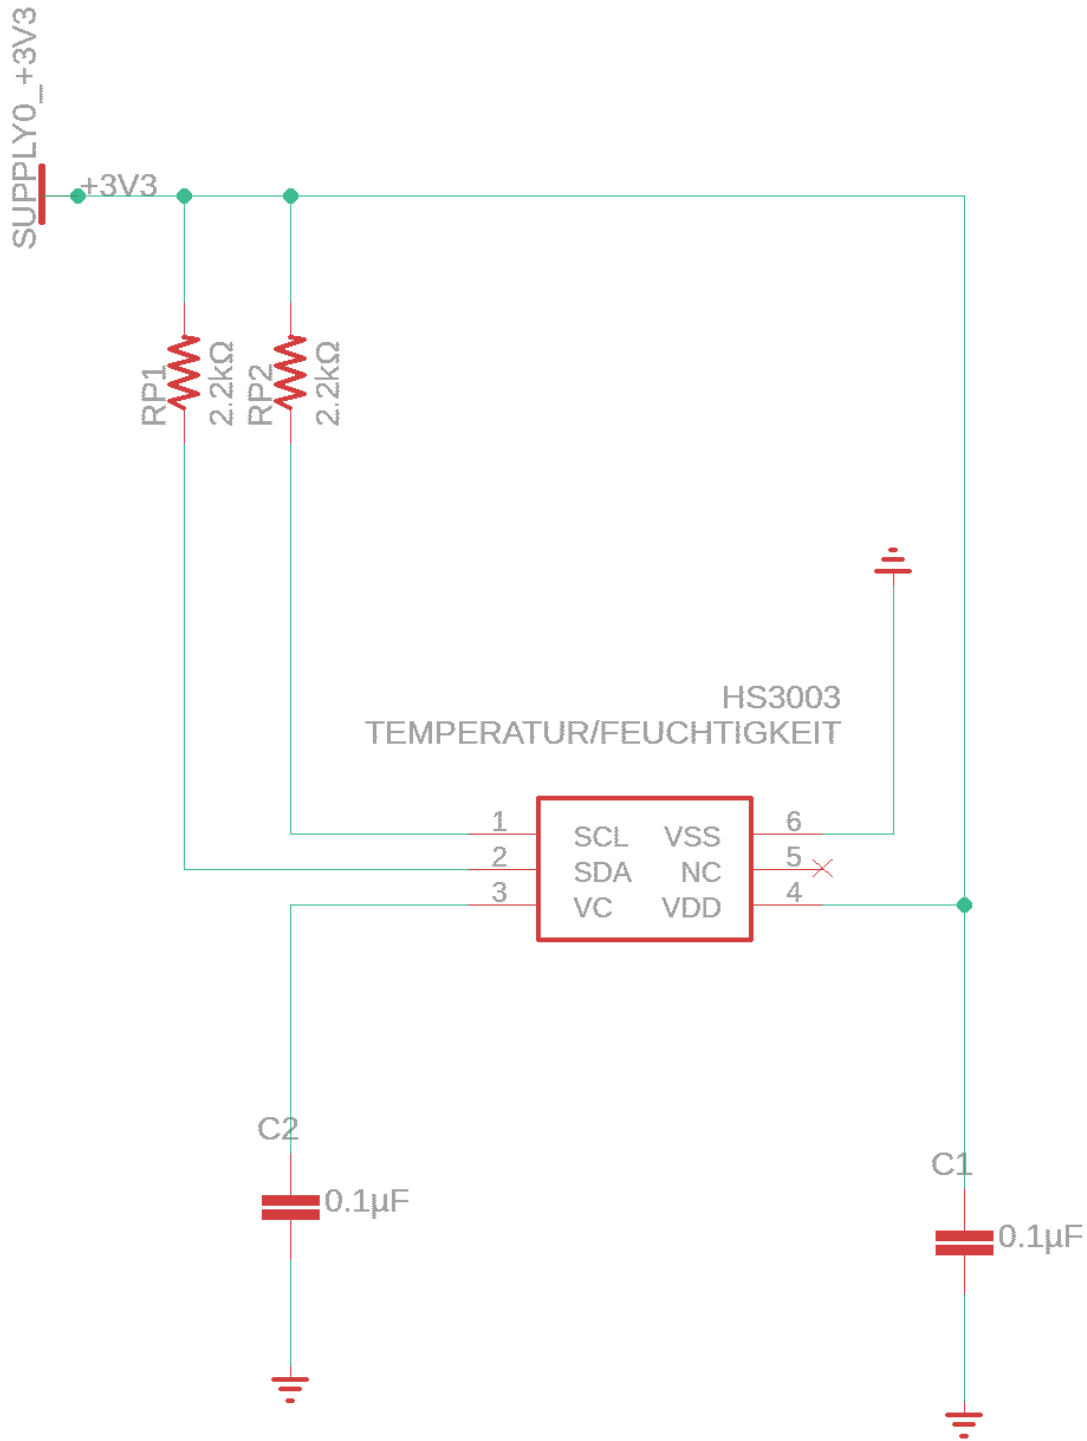 SUPPLY0_+3V3
+3V3
RP1
2.2kΩ
RP2
2.2kΩ
HS3003
TEMPERATUR/FEUCHTIGKEIT
1
SCL
VSS
6
2
SDA
NC
5
3
VC
VDD
4
C2
0.1µF
C1
0.1µF